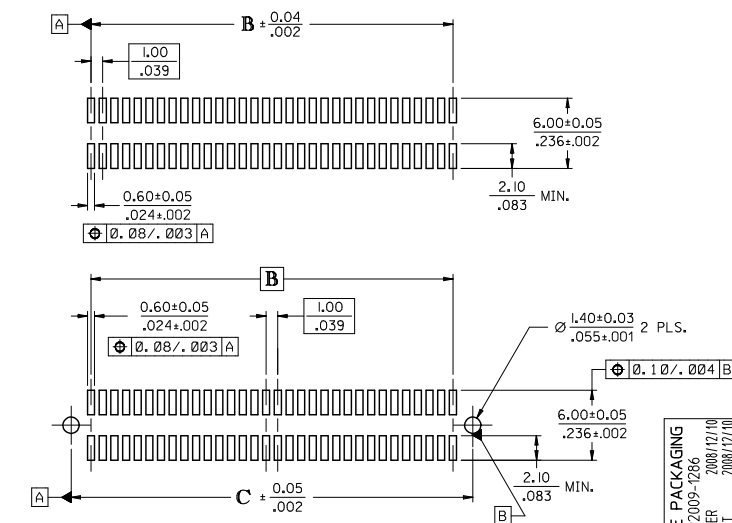 A
B ± 0.04
.002
1.00
.039
6.00±0.05
.236±.002
2.10
.083 MIN.
0.60±0.05
.024±.002
⌖ Ø.08/.003 A
B
0.60±0.05
.024±.002
1.00
.039
⌖ Ø.08/.003 A
Ø 1.40±0.03
.055±.001 2 PLS.
⌖ Ø.10/.004 B
6.00±0.05
.236±.002
2.10
.083 MIN.
A
C ± 0.05
.002
B
E PACKAGING
2009-1286
ER 2008/12/10
T 2008/12/10